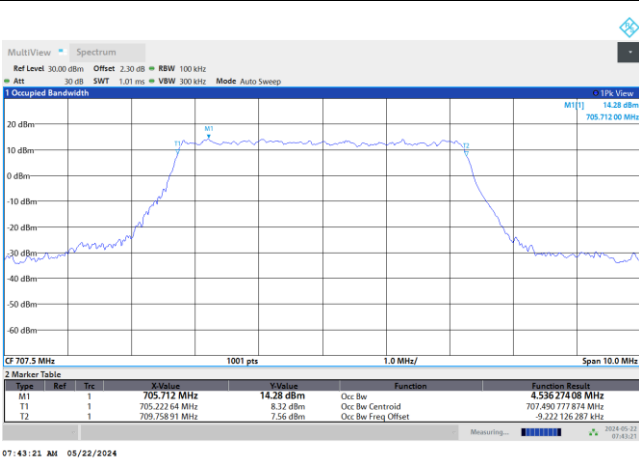 MultiView Spectrum
Ref Level 30.00 dBm Offset 2.30 dB RBW 100 kHz
Att 30 dB SWT 1.01 ms VBW 300 kHz Mode Auto Sweep
1 Occupied Bandwidth 1Pk View
M1[1] 14.28 dBm
705.712 00 MHz
20 dBm
M1
T1
T2
10 dBm
0 dBm
-10 dBm
-20 dBm
-30 dBm
-40 dBm
-50 dBm
-60 dBm
CF 707.5 MHz 1001 pts 1.0 MHz/ Span 10.0 MHz
2 Marker Table
Type Ref Trc X-Value Y-Value Function Function Result
M1 1 705.712 MHz 14.28 dBm Occ Bw 4.536 274 08 MHz
T1 1 705.222 64 MHz 8.32 dBm Occ Bw Centroid 707.490 777 874 MHz
T2 1 709.758 91 MHz 7.56 dBm Occ Bw Freq Offset -9.222 126 287 kHz
Measuring... 2024-05-22
07:43:21
07:43:21 AM 05/22/2024